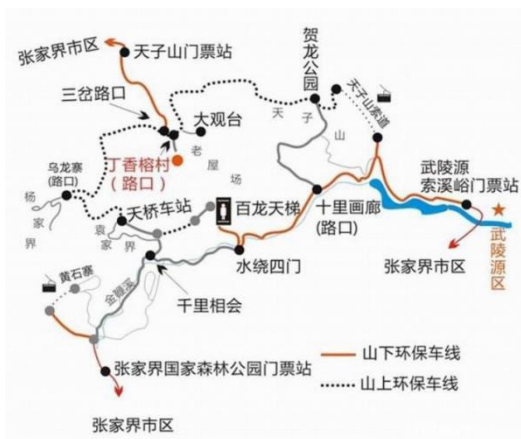 张家界市区
天子山门票站
贺龙公园
三岔路口
大观台
天子山
天子山索道
丁香榕村
(路口)
老屋场
乌龙寨
(路口)
杨家界
天桥车站
袁家界
百龙天梯
十里画廊
(路口)
武陵源
索溪峪门票站
武陵源区
张家界市区
水绕四门
千里相会
黄石寨
金鞭溪
张家界国家森林公园门票站
张家界市区
山下环保车线
山上环保车线